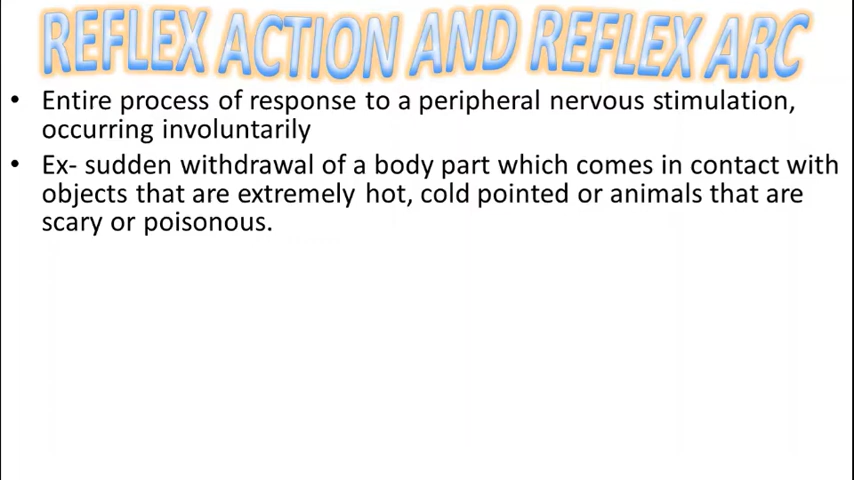 REFLEX ACTION AND REFLEX ARC
• Entire process of response to a peripheral nervous stimulation,
occurring involuntarily
• Ex- sudden withdrawal of a body part which comes in contact with
objects that are extremely hot, cold pointed or animals that are
scary or poisonous.